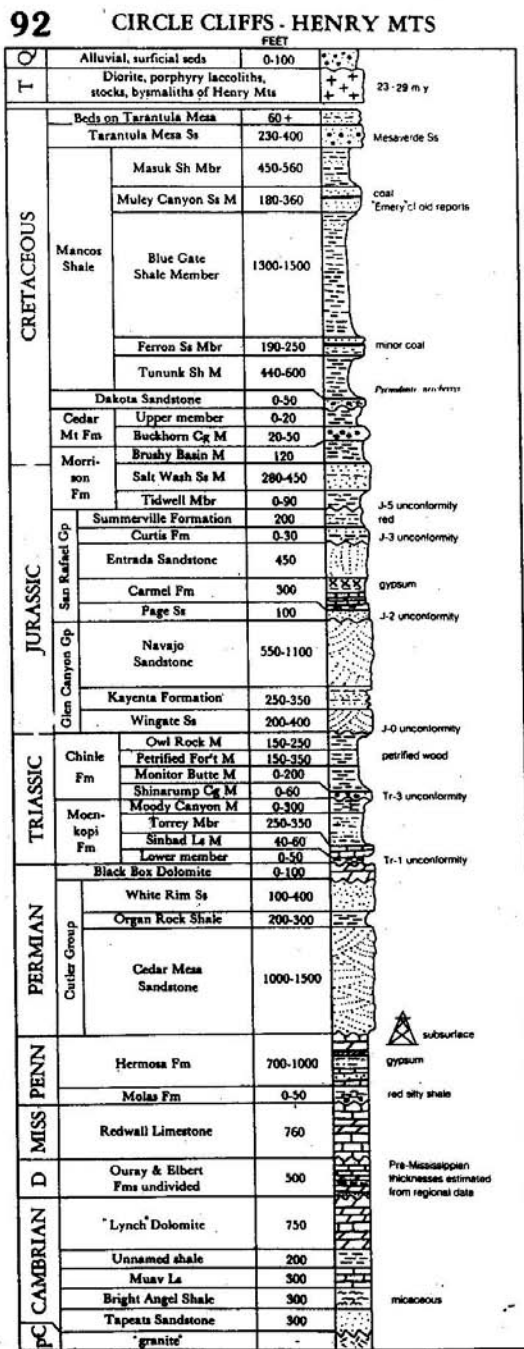 92 CIRCLE CLIFFS - HENRY MTS
FEET
Q
Alluvial, surficial seds 0-100
T
Diorite, porphyry laccoliths,
stocks, bysmaliths of Henry Mts
23-29 m y
CRETACEOUS
Beds on Tarantula Mesa 60+
Tarantula Mesa Ss 230-400 Mesaverde Ss
Mancos
Shale
Masuk Sh Mbr 450-560
Muley Canyon Ss M 180-360 coal
"Emery" of old reports
Blue Gate
Shale Member
1300-1500
Ferron Ss Mbr 190-250 minor coal
Tununk Sh M 440-600
Dakota Sandstone 0-50
Cedar
Mt Fm
Upper member 0-20
Buckhorn Cg M 20-50
JURASSIC
Morri-
son
Fm
Brushy Basin M 120
Salt Wash Ss M 280-450
Tidwell Mbr 0-90 J-5 unconformity
San Rafael Gp
Summerville Formation 200 red
Curtis Fm 0-30 J-3 unconformity
Entrada Sandstone 450
Carmel Fm 300 gypsum
Page Ss 100 J-2 unconformity
Glen Canyon Gp
Navajo
Sandstone
550-1100
Kayenta Formation 250-350
Wingate Ss 200-400 J-0 unconformity
TRIASSIC
Chinle
Fm
Owl Rock M 150-250
Petrified For't M 150-350 petrified wood
Monitor Butte M 0-200
Shinarump Cg M 0-60 Tr-3 unconformity
Moen-
kopi
Fm
Moody Canyon M 0-300
Torrey Mbr 250-350
Sinbad Ls M 40-60
Lower member 0-50 Tr-1 unconformity
PERMIAN
Black Box Dolomite 0-100
Cutler Group
White Rim Ss 100-400
Organ Rock Shale 200-300
Cedar Mesa
Sandstone
1000-1500
subsurface
PENN
Hermosa Fm 700-1000 gypsum
Molas Fm 0-50 red silty shale
MISS
Redwall Limestone 760
D
Ouray & Elbert
Fms undivided
500
Pre-Mississippian
thicknesses estimated
from regional data
CAMBRIAN
"Lynch" Dolomite 750
Unnamed shale 200
Muav Ls 300
Bright Angel Shale 300 micaceous
Tapeats Sandstone 300
pC
"granite" -